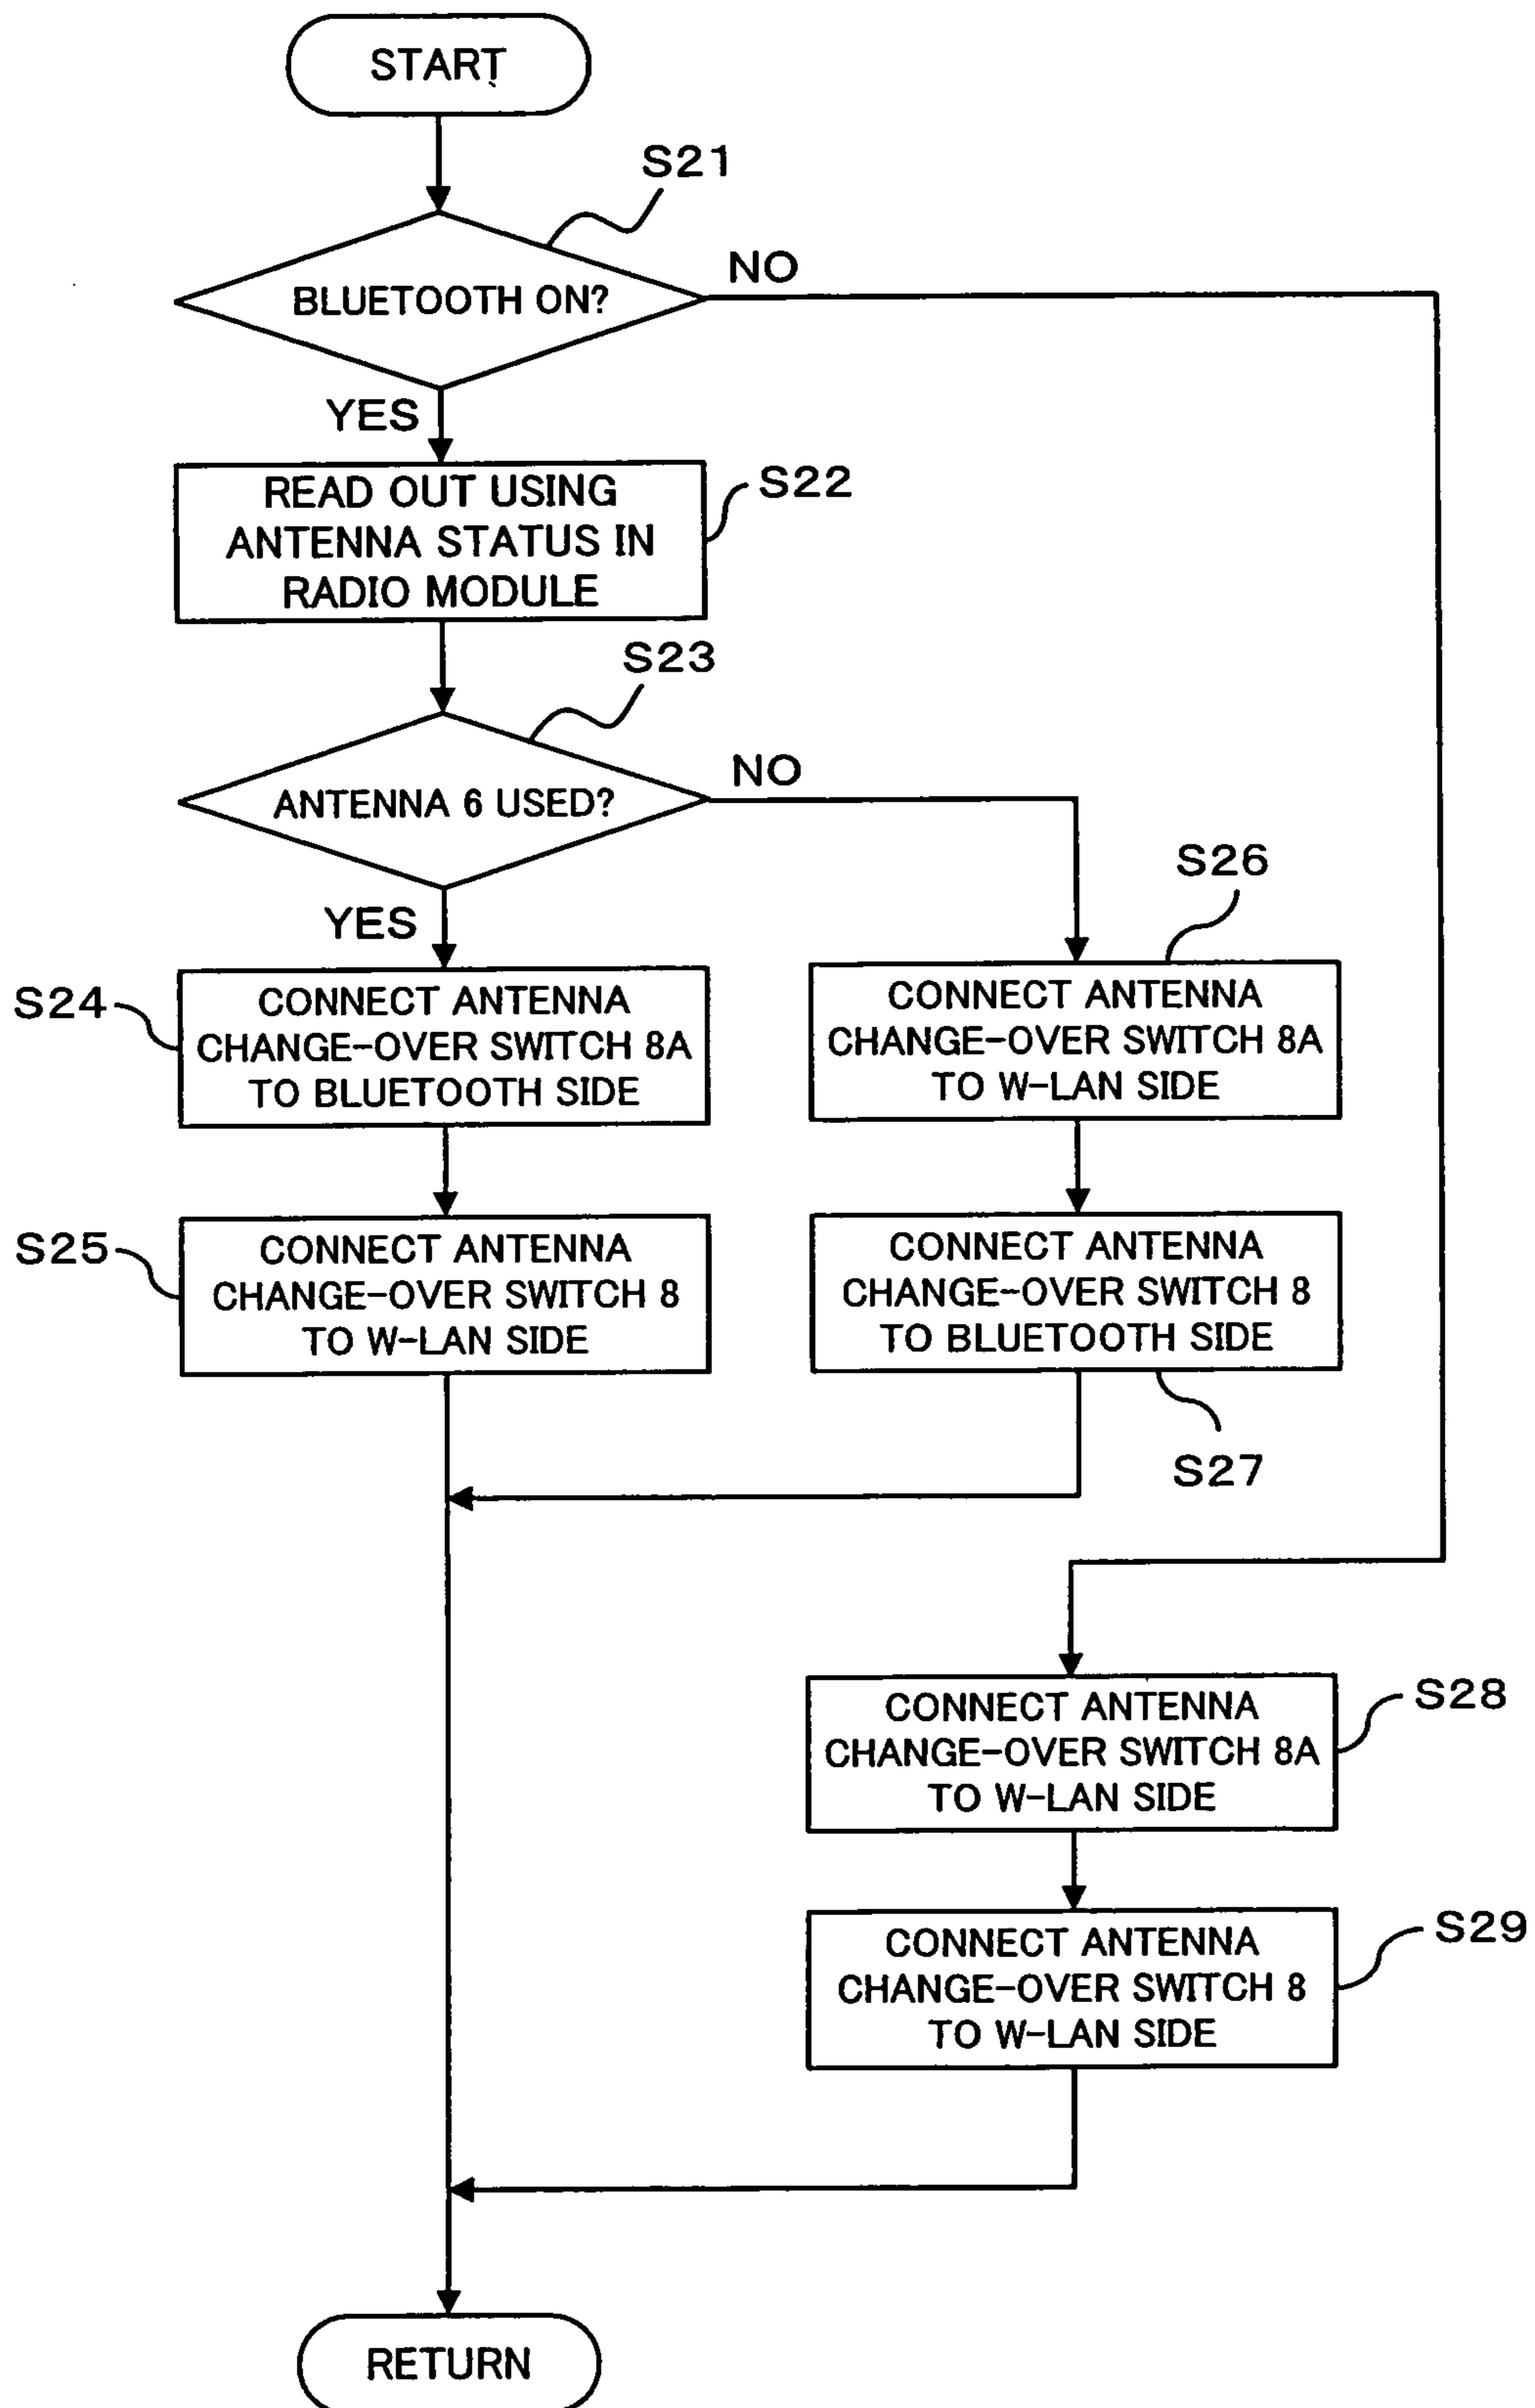 START
S21
NO
BLUETOOTH ON?
YES
READ OUT USING
ANTENNA STATUS IN
RADIO MODULE
S22
S23
NO
ANTENNA 6 USED?
YES
S24
CONNECT ANTENNA
CHANGE-OVER SWITCH 8A
TO BLUETOOTH SIDE
S26
CONNECT ANTENNA
CHANGE-OVER SWITCH 8A
TO W-LAN SIDE
S25
CONNECT ANTENNA
CHANGE-OVER SWITCH 8
TO W-LAN SIDE
CONNECT ANTENNA
CHANGE-OVER SWITCH 8
TO BLUETOOTH SIDE
S27
CONNECT ANTENNA
CHANGE-OVER SWITCH 8A
TO W-LAN SIDE
S28
CONNECT ANTENNA
CHANGE-OVER SWITCH 8
TO W-LAN SIDE
S29
RETURN